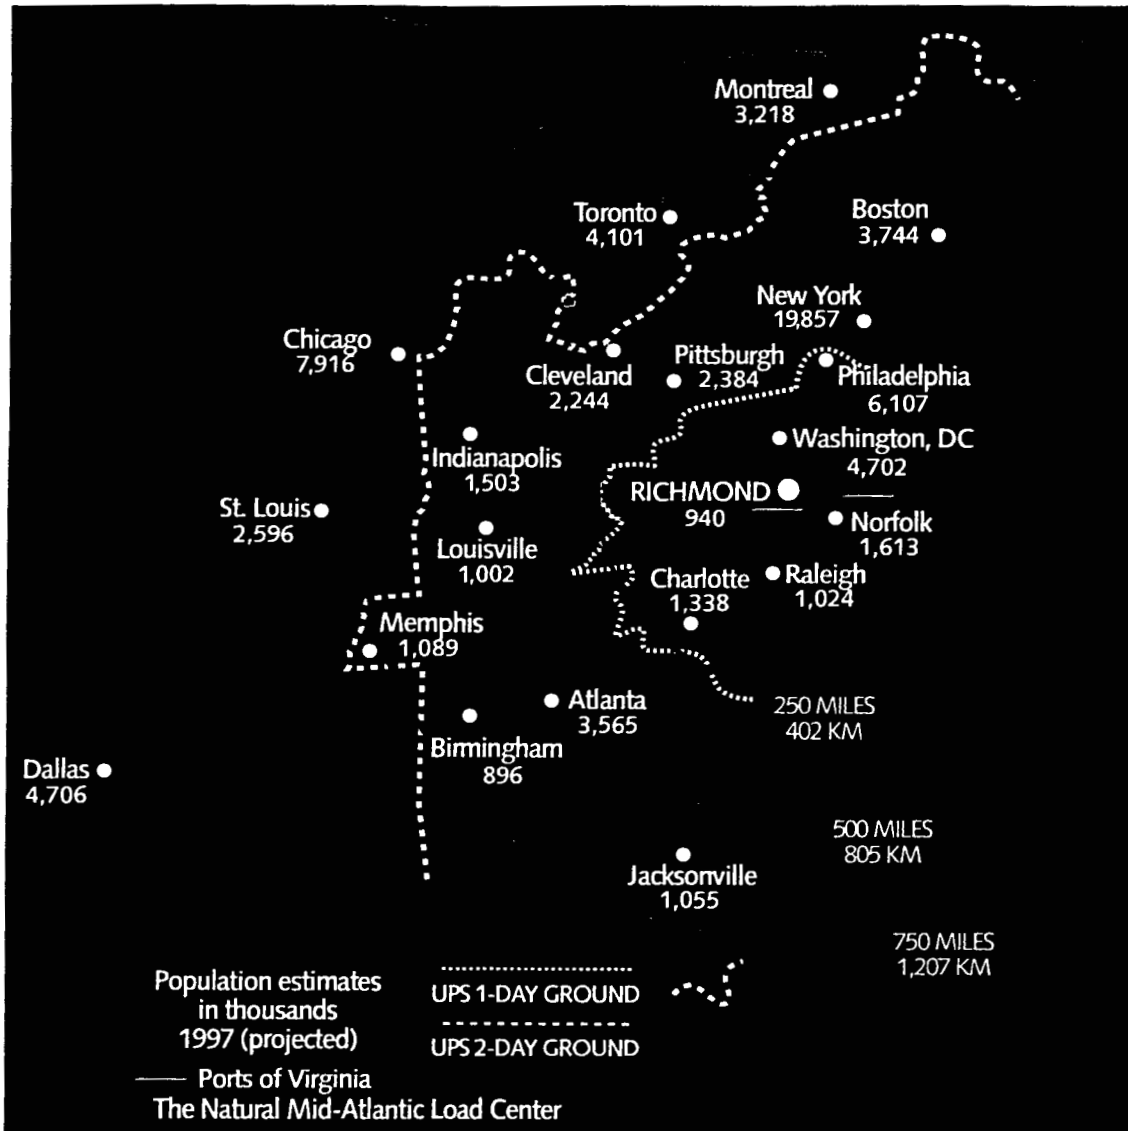 Montreal
3,218
Toronto
4,101
Boston
3,744
New York
19,857
Chicago
7,916
Cleveland
2,244
Pittsburgh
2,384
Philadelphia
6,107
Indianapolis
1,503
Washington, DC
4,702
RICHMOND
940
St. Louis
2,596
Norfolk
1,613
Louisville
1,002
Charlotte
1,338
Raleigh
1,024
Memphis
1,089
Atlanta
3,565
250 MILES
402 KM
Birmingham
896
Dallas
4,706
500 MILES
805 KM
Jacksonville
1,055
750 MILES
1,207 KM
Population estimates
in thousands
1997 (projected)
UPS 1-DAY GROUND
UPS 2-DAY GROUND
Ports of Virginia
The Natural Mid-Atlantic Load Center